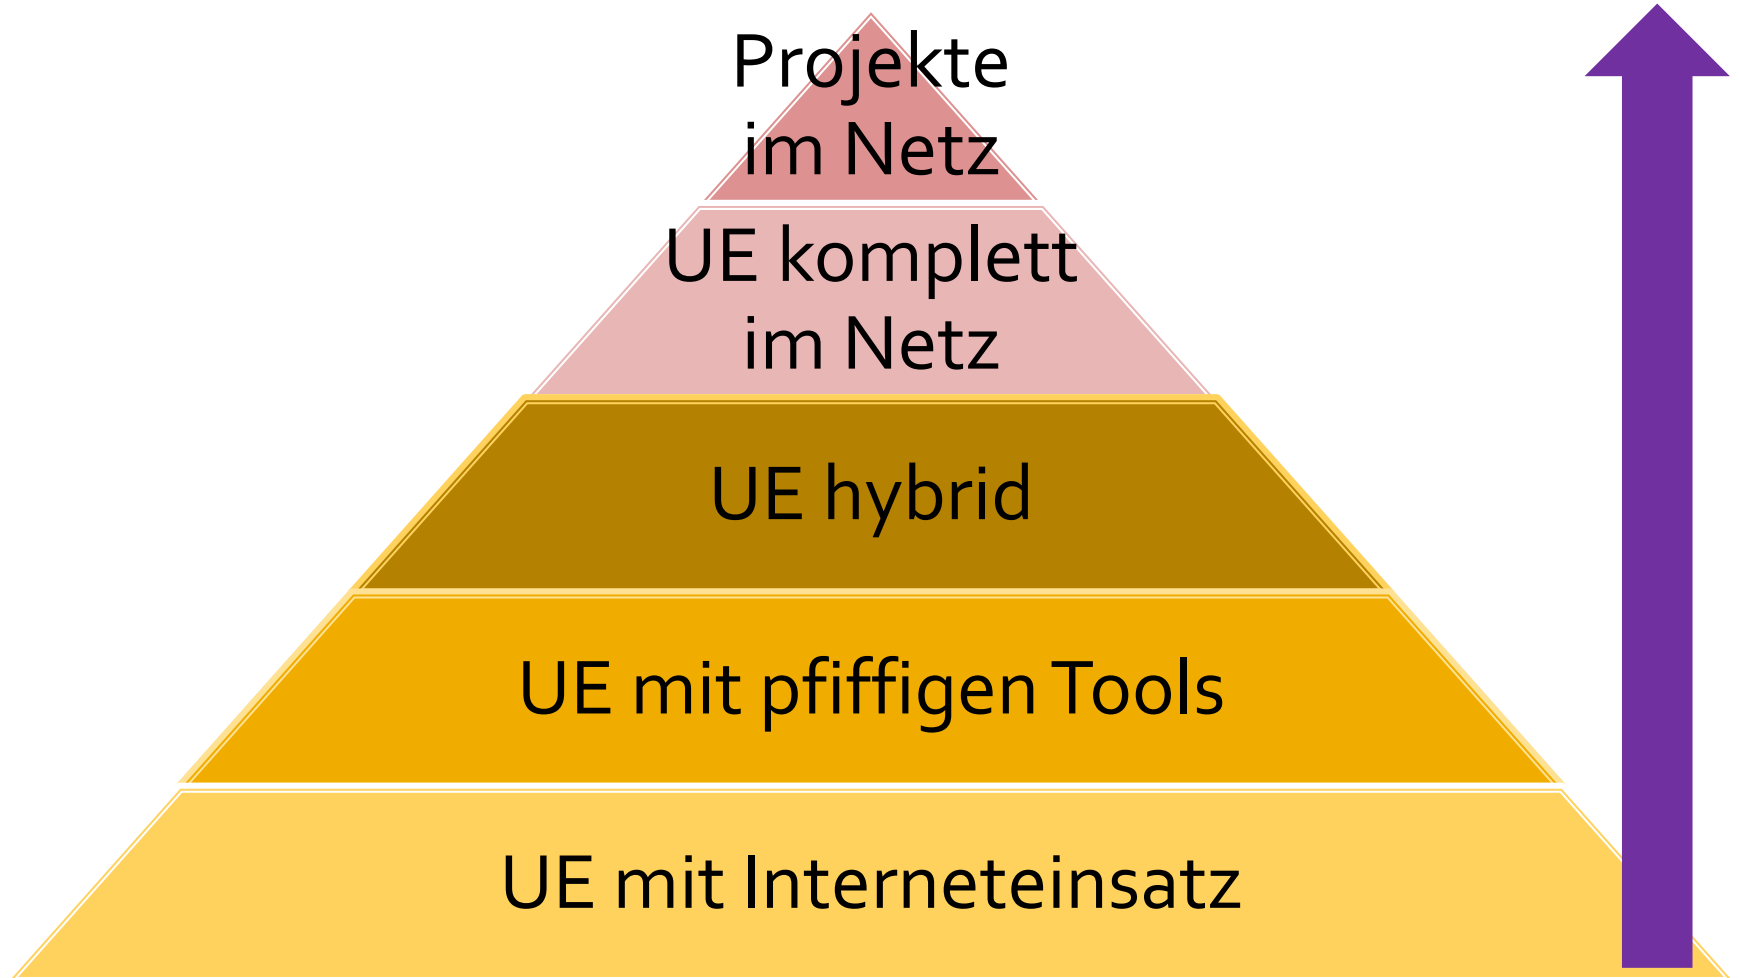 Projekte
im Netz
UE komplett
im Netz
UE hybrid
UE mit pfiffigen Tools
UE mit Interneteinsatz